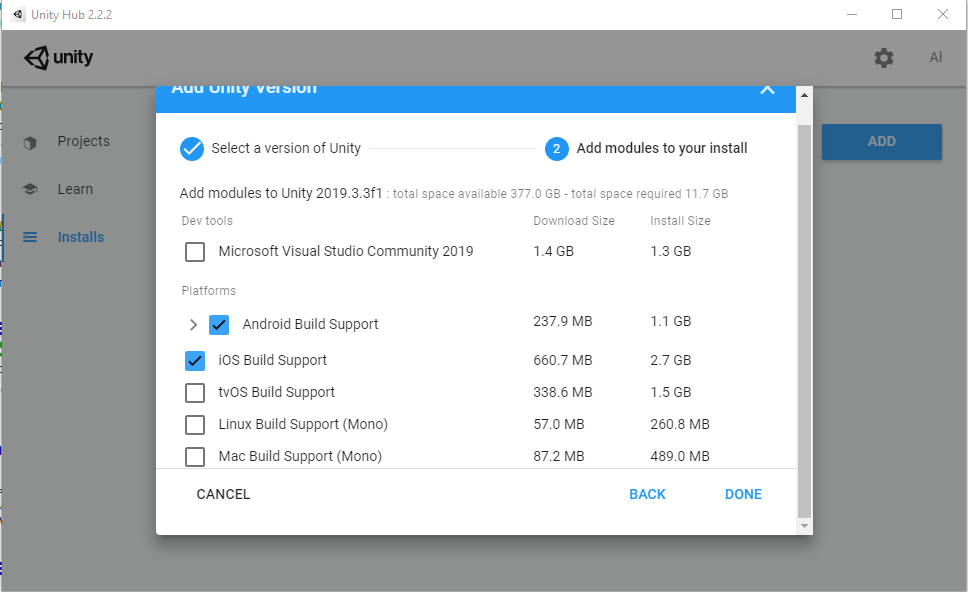 Unity Hub 2.2.2
unity
Al
Add Unity Version
Projects
Learn
Installs
ADD
Select a version of Unity
2 Add modules to your install
Add modules to Unity 2019.3.3f1 : total space available 377.0 GB - total space required 11.7 GB
Dev tools Download Size Install Size
Microsoft Visual Studio Community 2019 1.4 GB 1.3 GB
Platforms
Android Build Support 237.9 MB 1.1 GB
iOS Build Support 660.7 MB 2.7 GB
tvOS Build Support 338.6 MB 1.5 GB
Linux Build Support (Mono) 57.0 MB 260.8 MB
Mac Build Support (Mono) 87.2 MB 489.0 MB
CANCEL BACK DONE